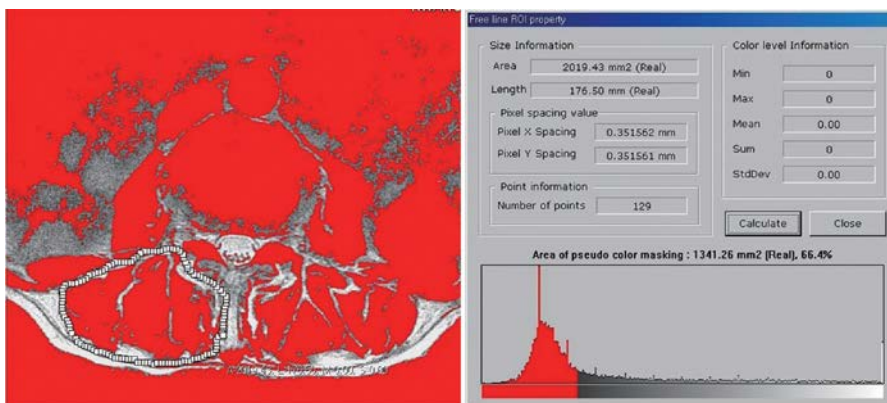 Free line ROI property
Size Information
Area 2019.43 mm2 (Real)
Length 176.50 mm (Real)
Pixel spacing value
Pixel X Spacing 0.351562 mm
Pixel Y Spacing 0.351561 mm
Point information
Number of points 129
Color level Information
Min 0
Max 0
Mean 0.00
Sum 0
StdDev 0.00
Calculate Close
Area of pseudo color masking : 1341.26 mm2 (Real), 66.4%